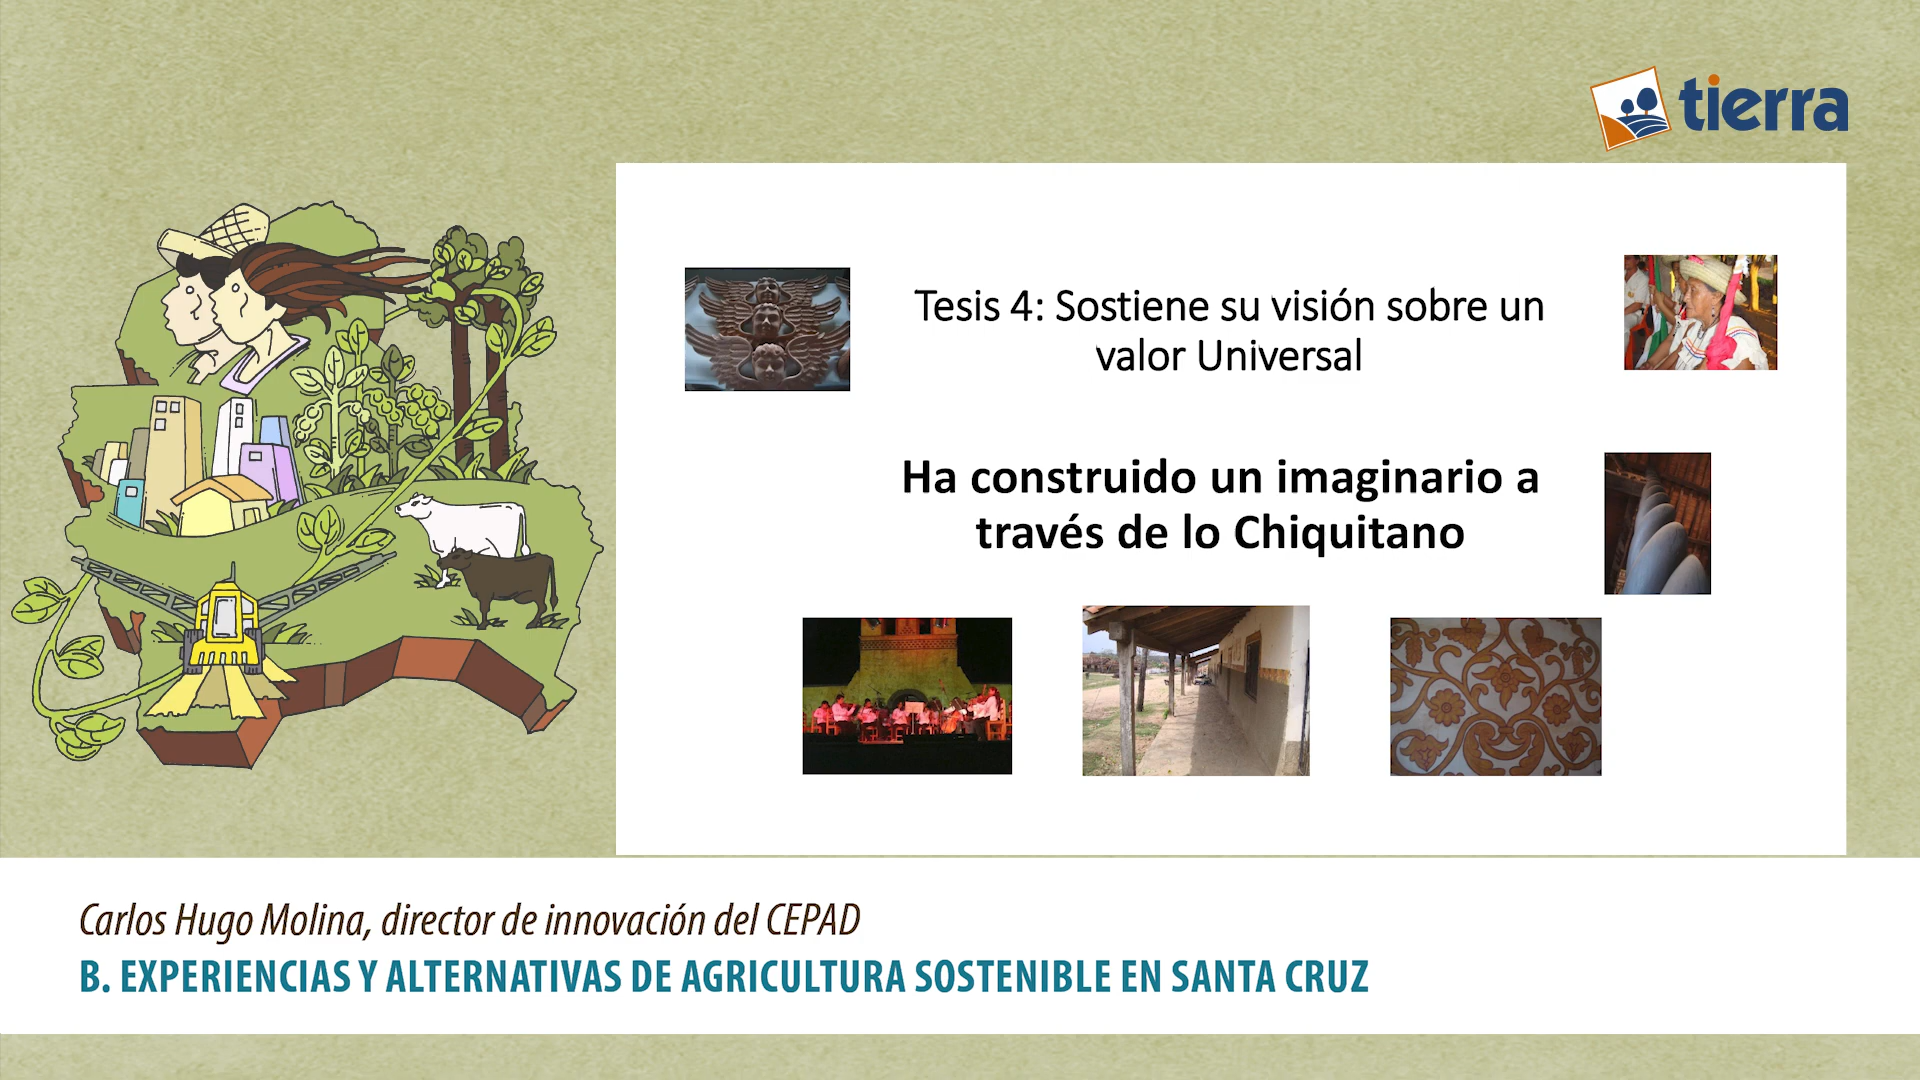 tierra
Tesis 4: Sostiene su visión sobre un
valor Universal
Ha construido un imaginario a
través de lo Chiquitano
Carlos Hugo Molina, director de innovación del CEPAD
B. EXPERIENCIAS Y ALTERNATIVAS DE AGRICULTURA SOSTENIBLE EN SANTA CRUZ